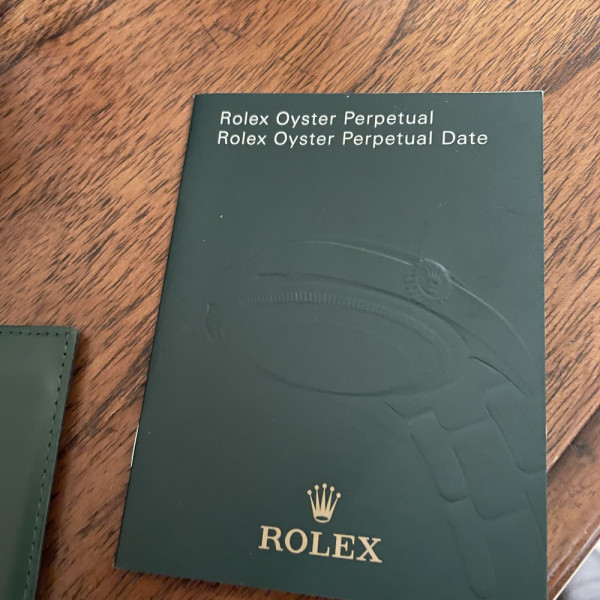 Rolex Oyster Perpetual
Rolex Oyster Perpetual Date
ROLEX